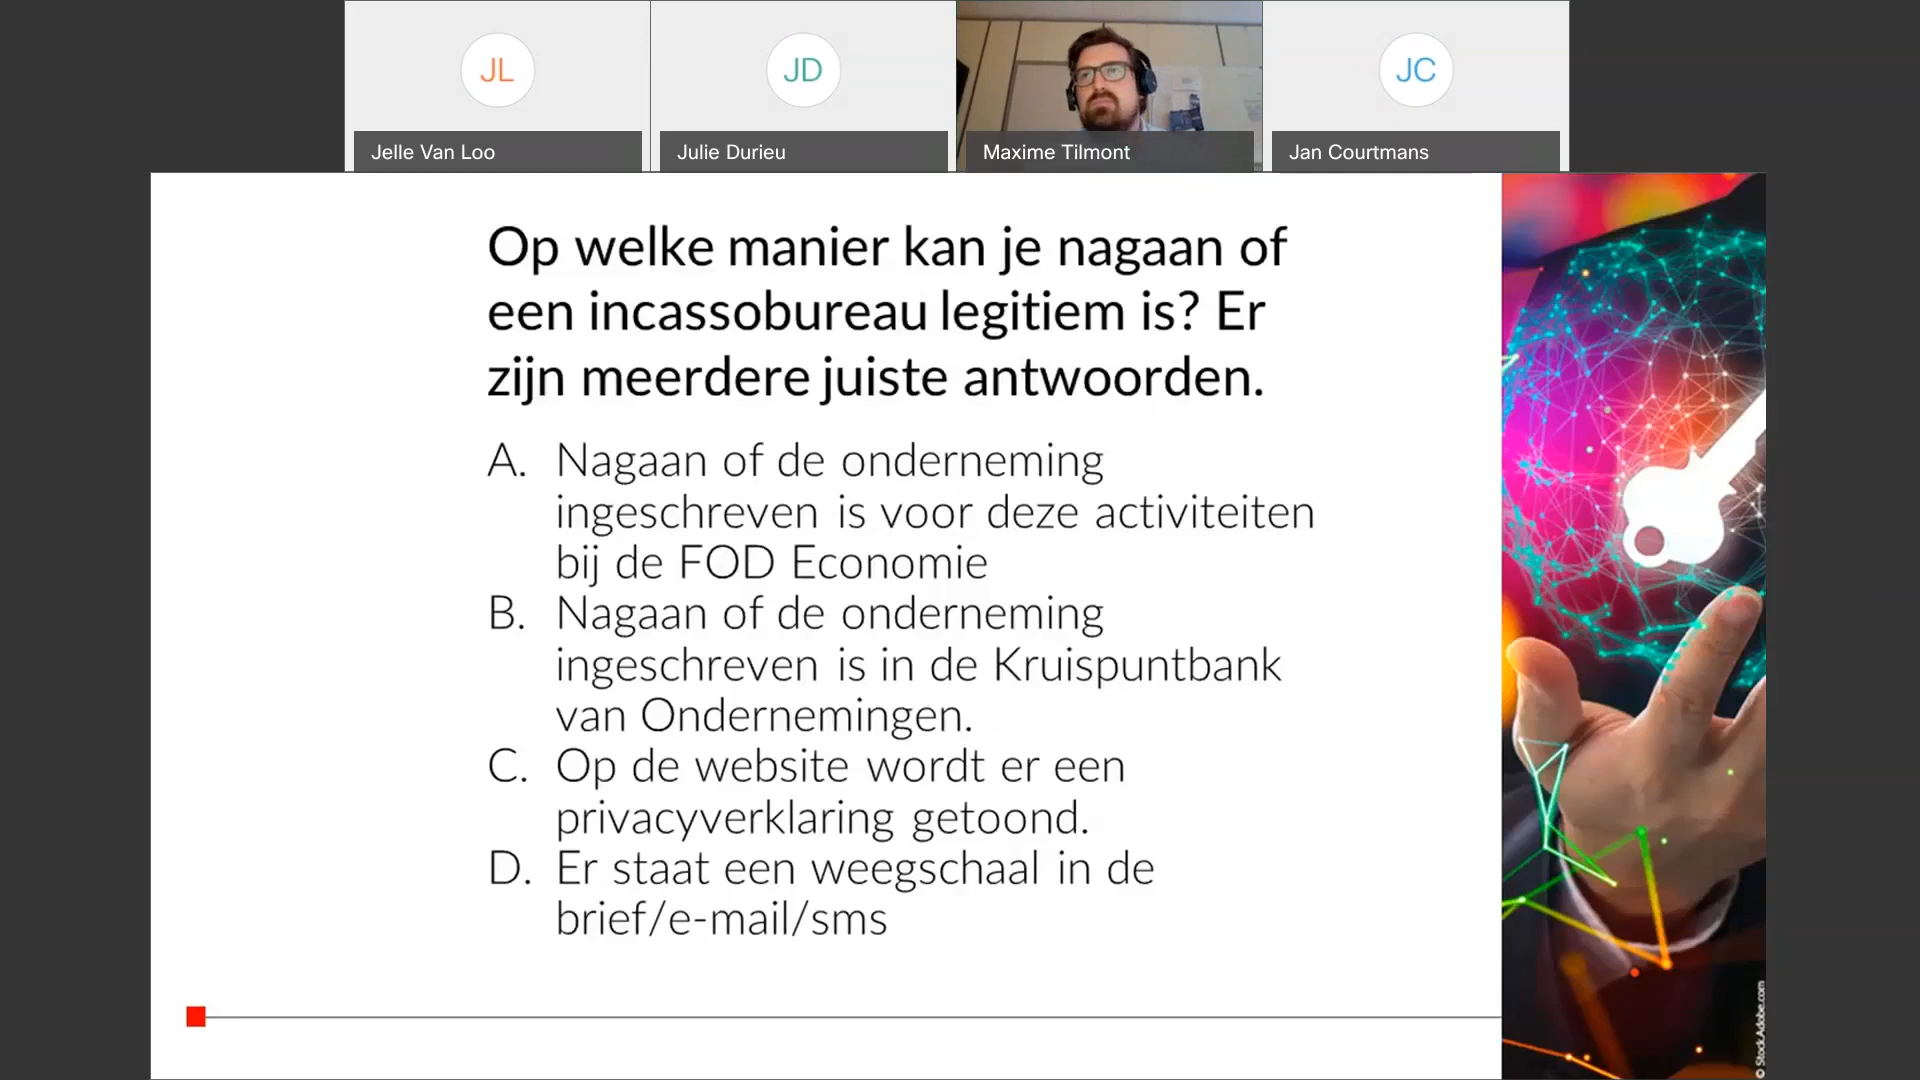 JL
JD
JC
Jelle Van Loo
Julie Durieu
Maxime Tilmont
Jan Courtmans
Op welke manier kan je nagaan of
een incassobureau legitiem is? Er
zijn meerdere juiste antwoorden.
A. Nagaan of de onderneming
ingeschreven is voor deze activiteiten
bij de FOD Economie
B. Nagaan of de onderneming
ingeschreven is in de Kruispuntbank
van Ondernemingen.
C. Op de website wordt er een
privacyverklaring getoond.
D. Er staat een weegschaal in de
brief/e-mail/sms
© Stock.Adobe.com